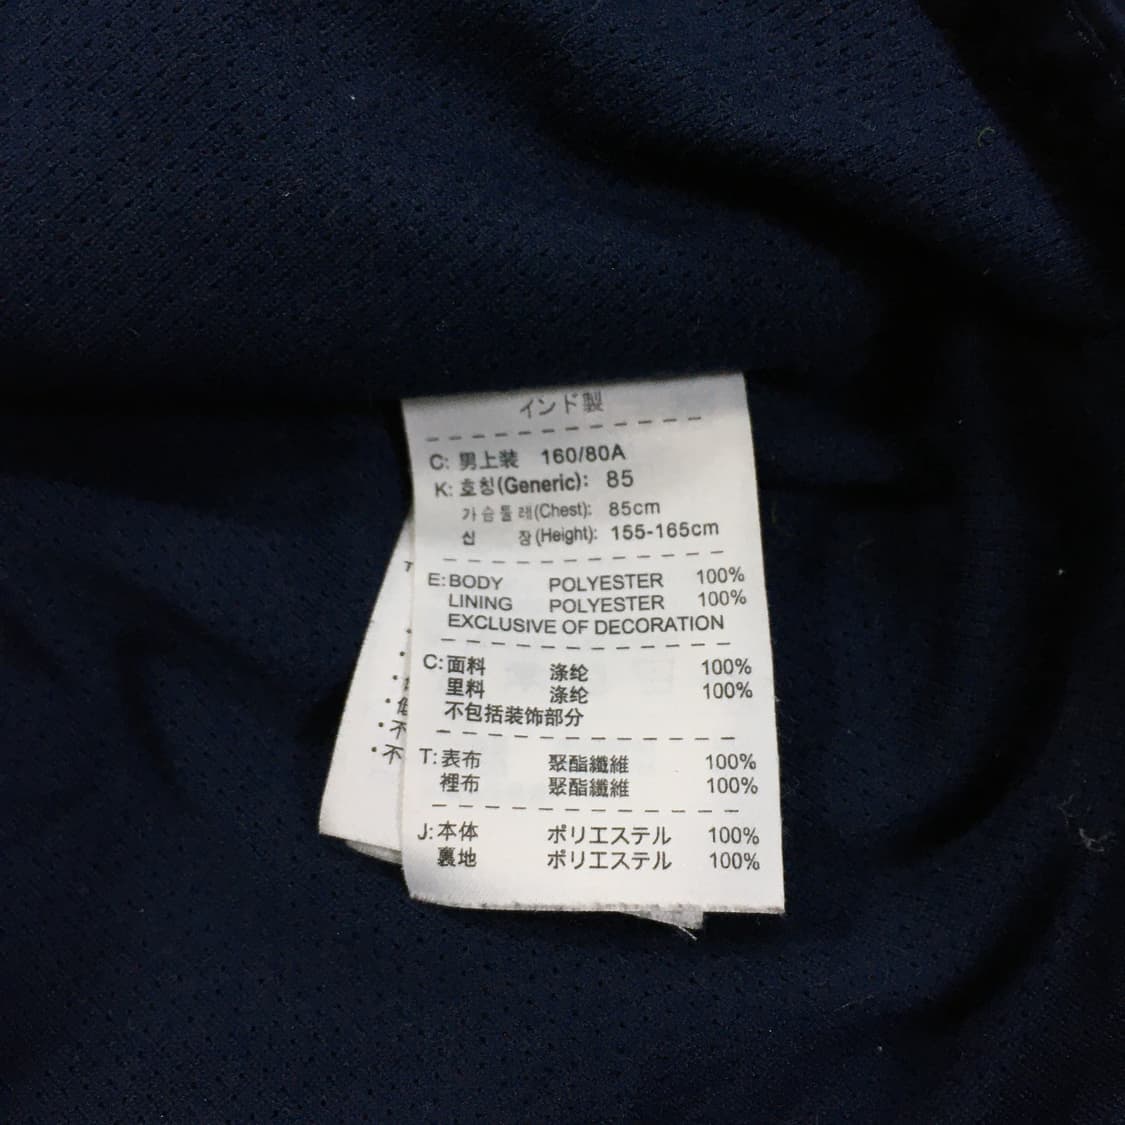 インド製
C: 男上装 160/80A
K: 호칭(Generic): 85
가슴둘레(Chest): 85cm
신 장(Height): 155-165cm
E: BODY POLYESTER 100%
LINING POLYESTER 100%
EXCLUSIVE OF DECORATION
C: 面料 涤纶 100%
里料 涤纶 100%
不包括装饰部分
T: 表布 聚酯纖維 100%
裡布 聚酯纖維 100%
J: 本体 ポリエステル 100%
裏地 ポリエステル 100%
・不
・不